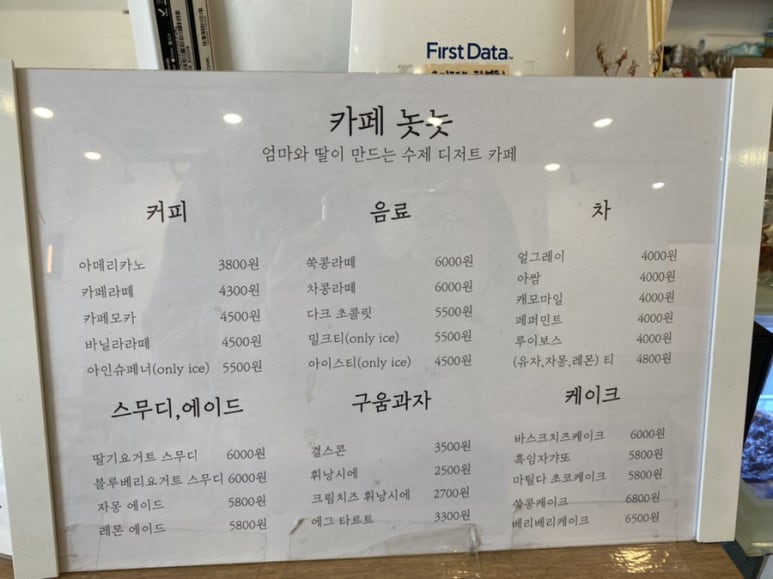 FirstData
카페 놋놋
엄마와 딸이 만드는 수제 디저트 카페
커피
아메리카노 3800원
카페라떼 4300원
카페모카 4500원
바닐라라떼 4500원
아인슈페너(only ice) 5500원
음료
쑥콩라떼 6000원
차콩라떼 6000원
다크 초콜릿 5500원
밀크티(only ice) 5500원
아이스티(only ice) 4500원
차
얼그레이 4000원
아쌈 4000원
캐모마일 4000원
페퍼민트 4000원
루이보스 4000원
(유자,자몽,레몬) 티 4800원
스무디,에이드
딸기요거트 스무디 6000원
블루베리요거트 스무디 6000원
자몽 에이드 5800원
레몬 에이드 5800원
구움과자
결스콘 3500원
휘낭시에 2500원
크림치즈 휘낭시에 2700원
에그 타르트 3300원
케이크
바스크치즈케이크 6000원
흑임자갸또 5800원
마틸다 초코케이크 5800원
쑥콩케이크 6800원
베리베리케이크 6500원